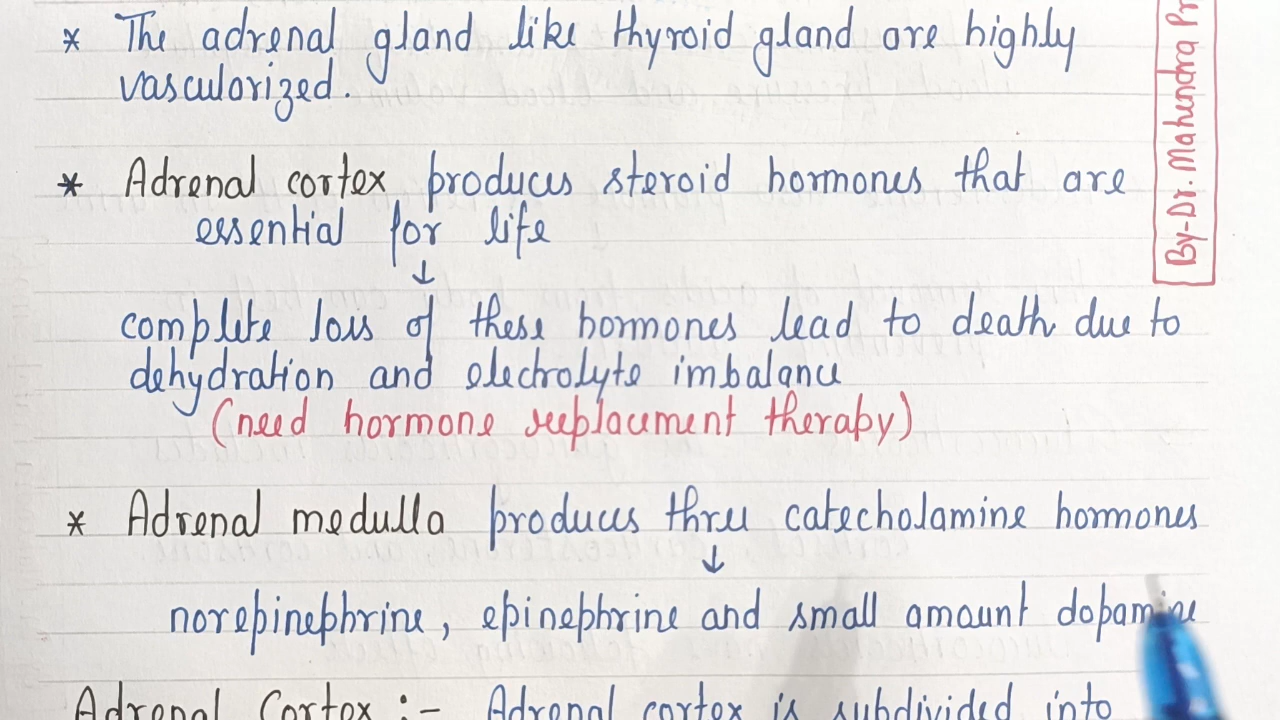 * The adrenal gland like thyroid gland are highly
vascularized.
* Adrenal cortex produces steroid hormones that are
essential for life
↓
complete loss of these hormones lead to death due to
dehydration and electrolyte imbalance
(need hormone replacement therapy)
* Adrenal medulla produces three catecholamine hormones
↓
norepinephrine, epinephrine and small amount dopamine
Adrenal Cortex :- Adrenal cortex is subdivided into
By-Dr. Mahendra Pr